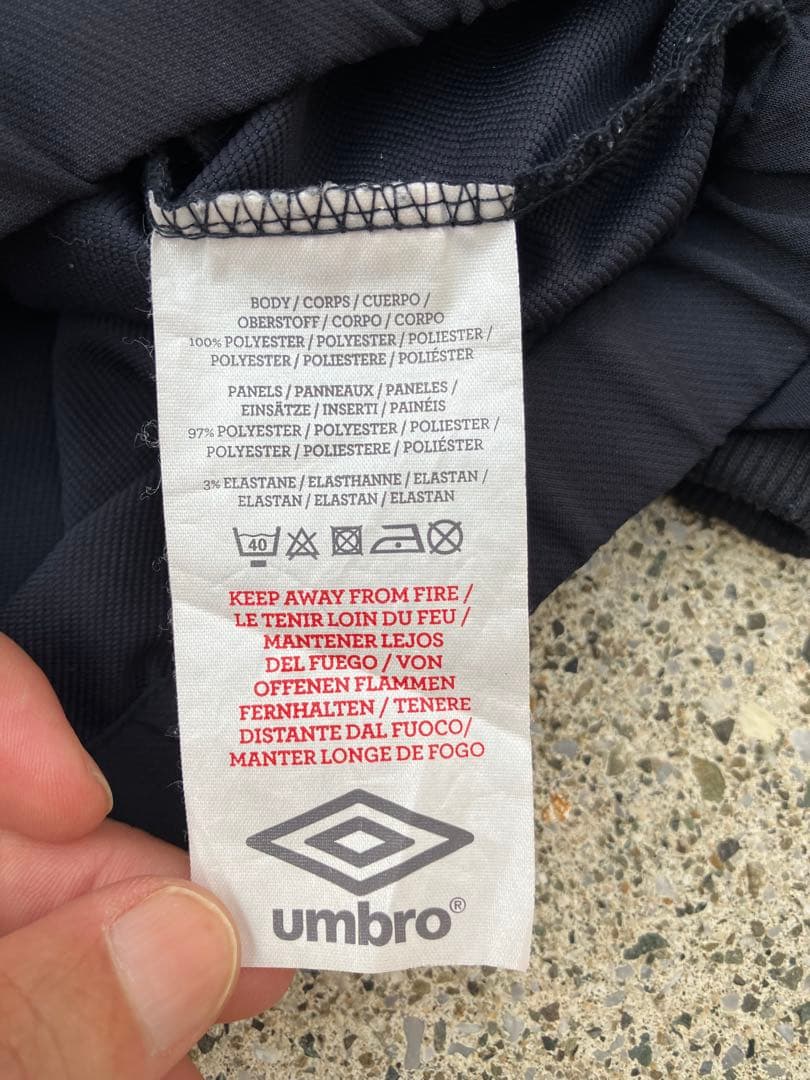 BODY / CORPS / CUERPO /
OBERSTOFF / CORPO / CORPO
100% POLYESTER / POLYESTER / POLIESTER /
POLYESTER / POLIESTERE / POLIÉSTER
PANELS / PANNEAUX / PANELES /
EINSÄTZE / INSERTI / PAINÉIS
97% POLYESTER / POLYESTER / POLIESTER /
POLYESTER / POLIESTERE / POLIÉSTER
3% ELASTANE / ELASTHANNE / ELASTAN /
ELASTAN / ELASTAN / ELASTAN
40
KEEP AWAY FROM FIRE /
LE TENIR LOIN DU FEU /
MANTENER LEJOS
DEL FUEGO / VON
OFFENEN FLAMMEN
FERNHALTEN / TENERE
DISTANTE DAL FUOCO/
MANTER LONGE DE FOGO
umbro®